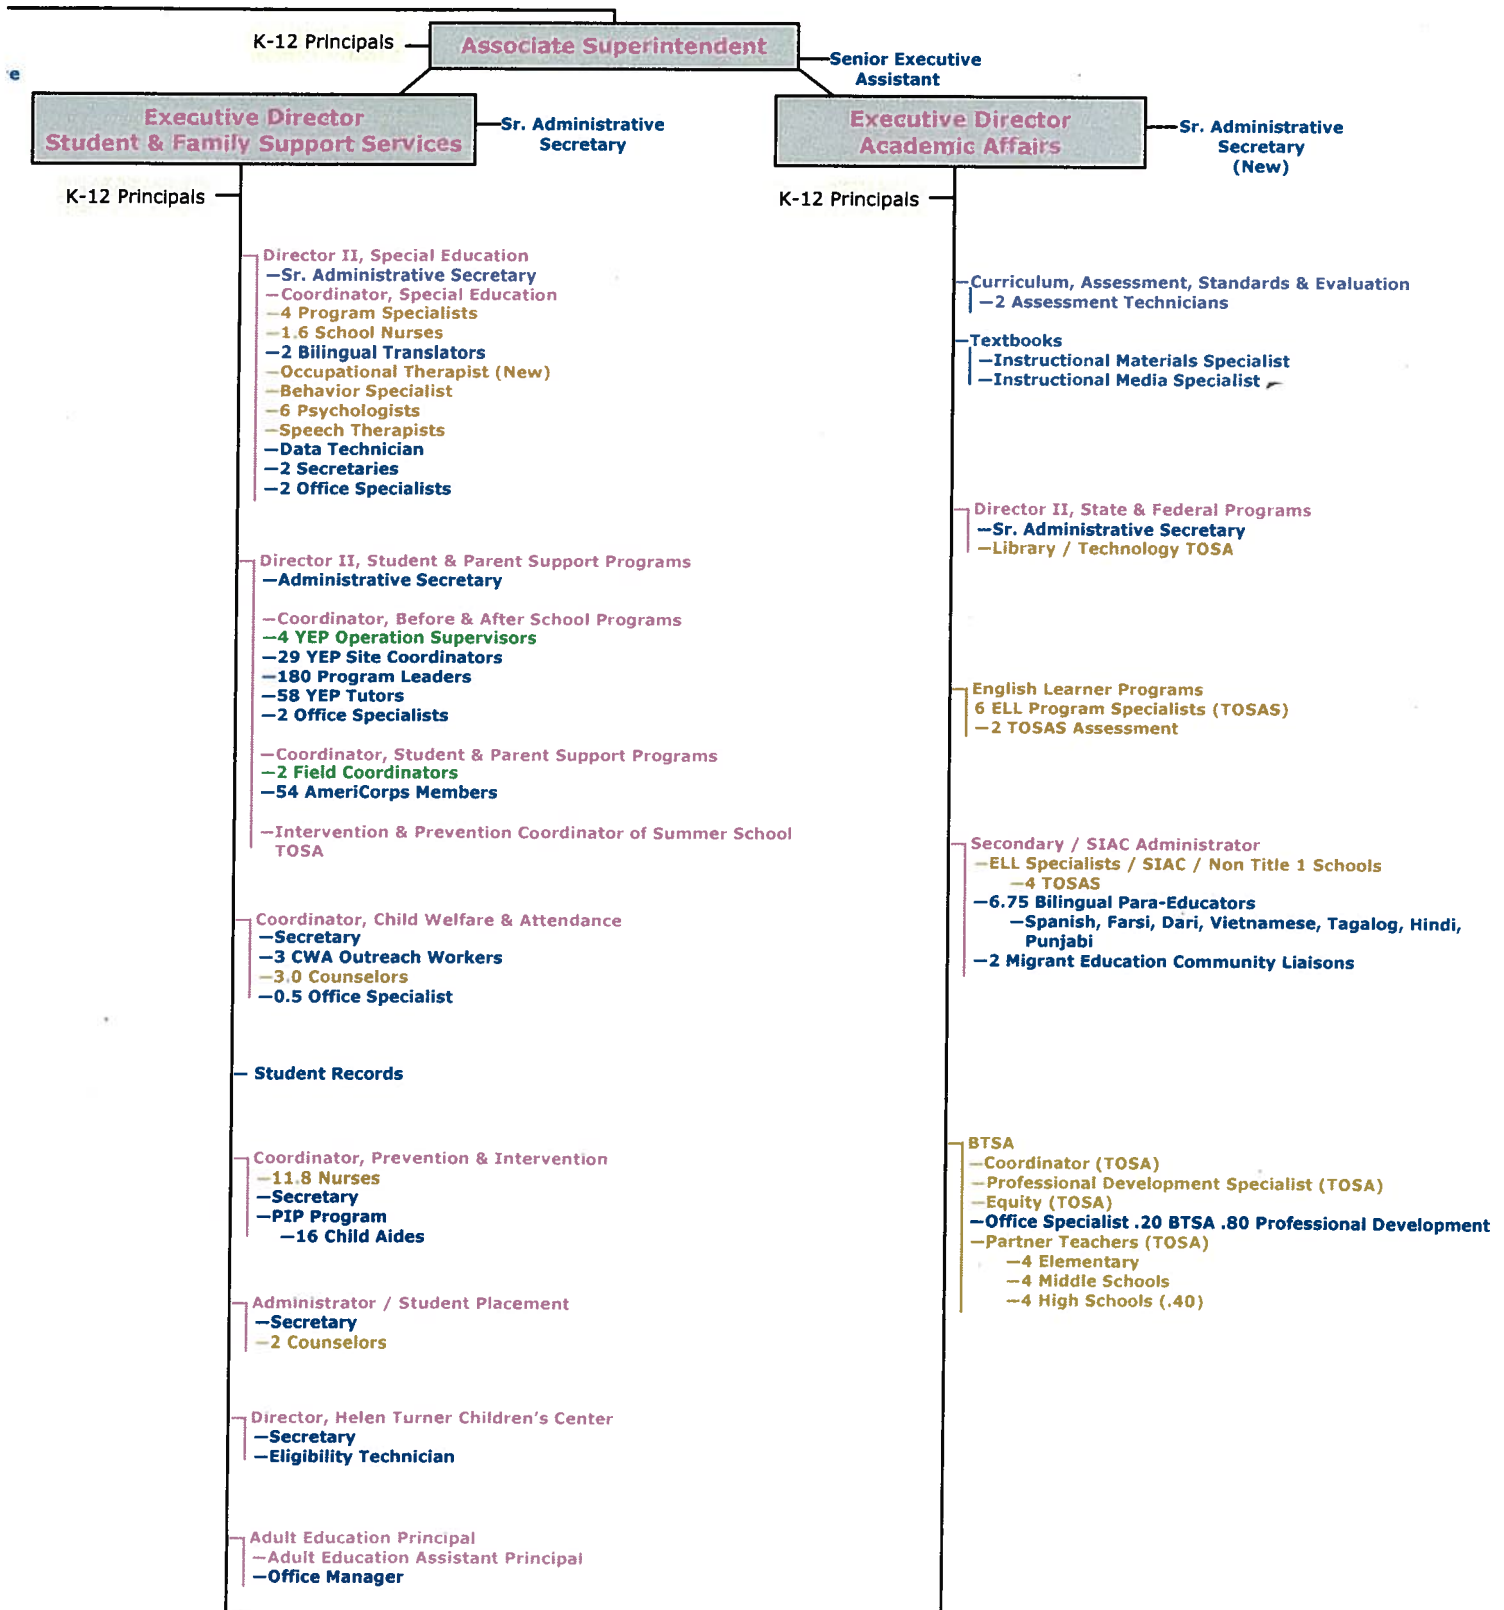 K-12 Principals
Associate Superintendent
Senior Executive
Assistant
e
Executive Director
Student & Family Support Services
Sr. Administrative
Secretary
K-12 Principals
Director II, Special Education
—Sr. Administrative Secretary
—Coordinator, Special Education
—4 Program Specialists
—1.6 School Nurses
—2 Bilingual Translators
—Occupational Therapist (New)
—Behavior Specialist
—6 Psychologists
—Speech Therapists
—Data Technician
—2 Secretaries
—2 Office Specialists
Director II, Student & Parent Support Programs
—Administrative Secretary
—Coordinator, Before & After School Programs
—4 YEP Operation Supervisors
—29 YEP Site Coordinators
—180 Program Leaders
—58 YEP Tutors
—2 Office Specialists
—Coordinator, Student & Parent Support Programs
—2 Field Coordinators
—54 AmeriCorps Members
—Intervention & Prevention Coordinator of Summer School
TOSA
Coordinator, Child Welfare & Attendance
—Secretary
—3 CWA Outreach Workers
—3.0 Counselors
—0.5 Office Specialist
— Student Records
Coordinator, Prevention & Intervention
—11.8 Nurses
—Secretary
—PIP Program
—16 Child Aides
Administrator / Student Placement
—Secretary
—2 Counselors
Director, Helen Turner Children's Center
—Secretary
—Eligibility Technician
Adult Education Principal
—Adult Education Assistant Principal
—Office Manager
Executive Director
Academic Affairs
Sr. Administrative
Secretary
(New)
K-12 Principals
—Curriculum, Assessment, Standards & Evaluation
—2 Assessment Technicians
—Textbooks
—Instructional Materials Specialist
—Instructional Media Specialist
Director II, State & Federal Programs
—Sr. Administrative Secretary
—Library / Technology TOSA
English Learner Programs
6 ELL Program Specialists (TOSAS)
—2 TOSAS Assessment
Secondary / SIAC Administrator
—ELL Specialists / SIAC / Non Title 1 Schools
—4 TOSAS
—6.75 Bilingual Para-Educators
—Spanish, Farsi, Dari, Vietnamese, Tagalog, Hindi,
Punjabi
—2 Migrant Education Community Liaisons
BTSA
—Coordinator (TOSA)
—Professional Development Specialist (TOSA)
—Equity (TOSA)
—Office Specialist .20 BTSA .80 Professional Development
—Partner Teachers (TOSA)
—4 Elementary
—4 Middle Schools
—4 High Schools (.40)